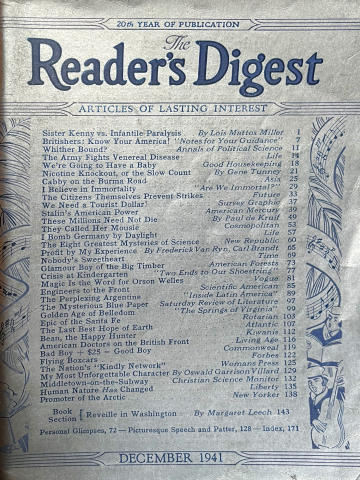 20th YEAR OF PUBLICATION
The
Reader's Digest
ARTICLES OF LASTING INTEREST
Sister Kenny vs. Infantile Paralysis By Lois Mattox Miller 1
Britishers: Know Your America! "Notes for Your Guidance" 7
Whither Bound? Annals of Political Science 11
The Army Fights Venereal Disease Life 14
We're Going to Have a Baby Good Housekeeping 18
Nicotine Knockout, or the Slow Count By Gene Tunney 21
Cabby on the Burma Road Asia 25
I Believe in Immortality "Are We Immortal?" 29
The Citizens Themselves Prevent Strikes Future 33
We Need a Tourist Dollar! Survey Graphic 37
Stalin's American Power American Mercury 39
These Millions Need Not Die By Paul de Kruif 49
They Called Her Mousie Cosmopolitan 53
I Bomb Germany by Daylight Life 57
The Eight Greatest Mysteries of Science New Republic 60
Profit by My Experience By Frederick Van Ryn, Carl Brandt 65
Nobody's Sweetheart Time 69
Glamour Boy of the Big Timber American Forests 73
Crisis at Kindergarten "Two Ends to Our Shoestring" 77
Magic Is the Word for Orson Welles Vogue 81
Engineers to the Front Scientific American 85
The Perplexing Argentine "Inside Latin America" 89
The Mysterious Blue Paper Saturday Review of Literature 97
Golden Age of Belledom "The Springs of Virginia" 99
Epic of the Santa Fe Rotarian 103
The Last Best Hope of Earth Atlantic 107
Bean, the Happy Hunter Kiwanis 112
American Doctors on the British Front Living Age 116
Bad Boy + $25 = Good Boy Commonweal 119
Flying Boxcars Forbes 122
The Nation's "Kindly Network" Womans Press 125
My Most Unforgettable Character By Oswald Garrison Villard 129
Middletown-on-the-Subway Christian Science Monitor 132
Human Nature Has Changed Liberty 135
Promoter of the Arctic New Yorker 138
Book Section Reveille in Washington - By Margaret Leech 143
Personal Glimpses, 72 — Picturesque Speech and Patter, 128 — Index, 171
DECEMBER 1941